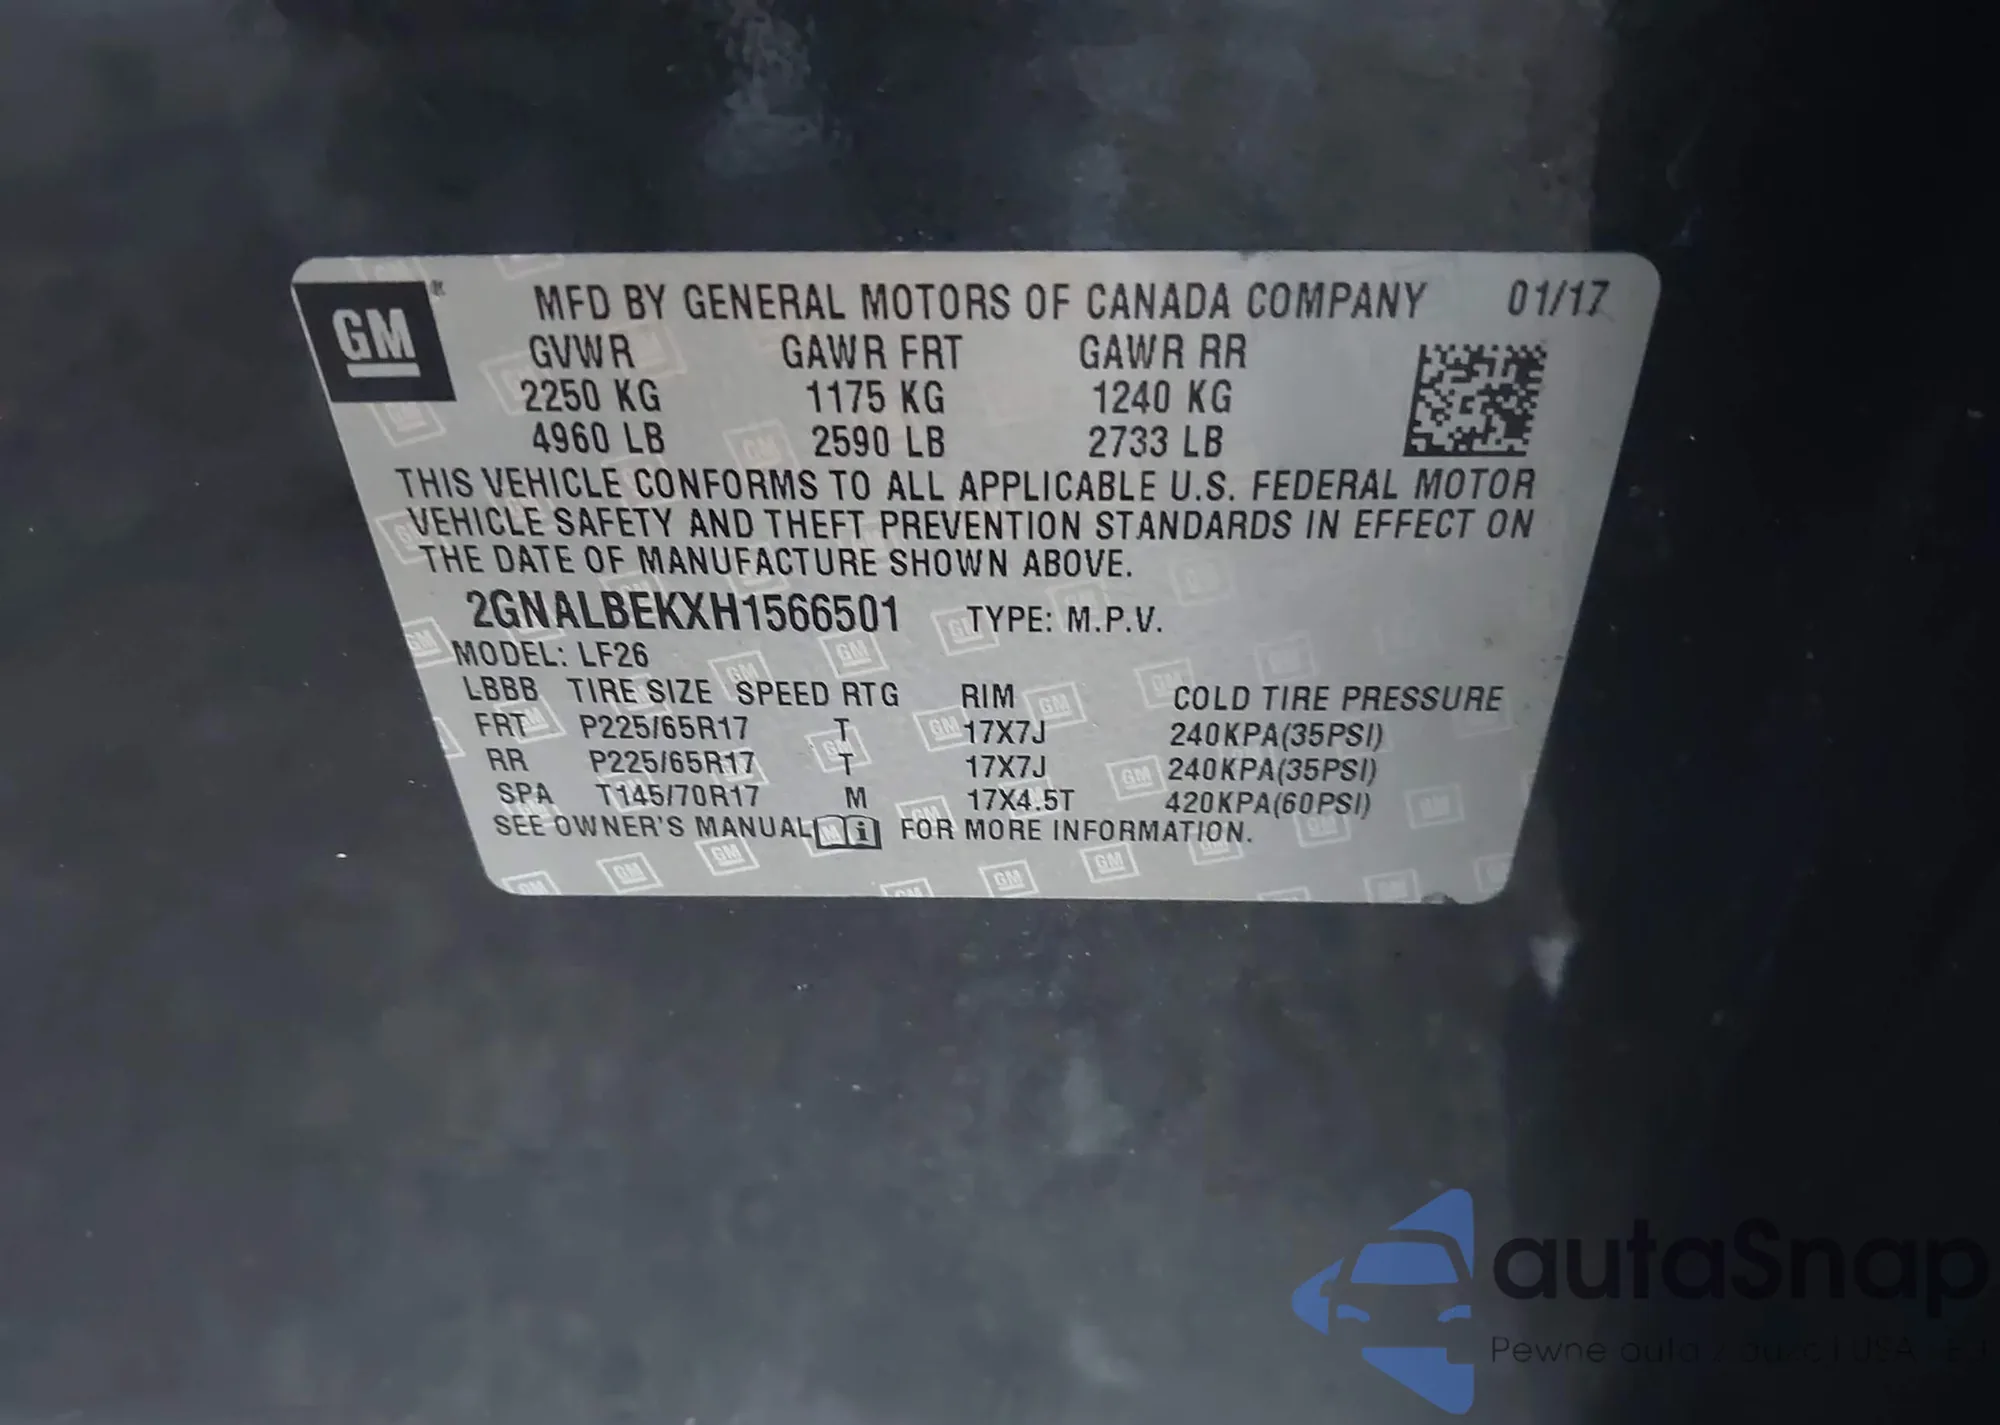 GM
MFD BY GENERAL MOTORS OF CANADA COMPANY 01/17
GVWR GAWR FRT GAWR RR
2250 KG 1175 KG 1240 KG
4960 LB 2590 LB 2733 LB
THIS VEHICLE CONFORMS TO ALL APPLICABLE U.S. FEDERAL MOTOR
VEHICLE SAFETY AND THEFT PREVENTION STANDARDS IN EFFECT ON
THE DATE OF MANUFACTURE SHOWN ABOVE.
2GNALBEKXH1566501 TYPE: M.P.V.
MODEL: LF26
LBBB TIRE SIZE SPEED RTG RIM COLD TIRE PRESSURE
FRT P225/65R17 T 17X7J 240KPA(35PSI)
RR P225/65R17 T 17X7J 240KPA(35PSI)
SPA T145/70R17 M 17X4.5T 420KPA(60PSI)
SEE OWNER'S MANUAL i FOR MORE INFORMATION.
autaSnap
Pewne auta z aukcji USA